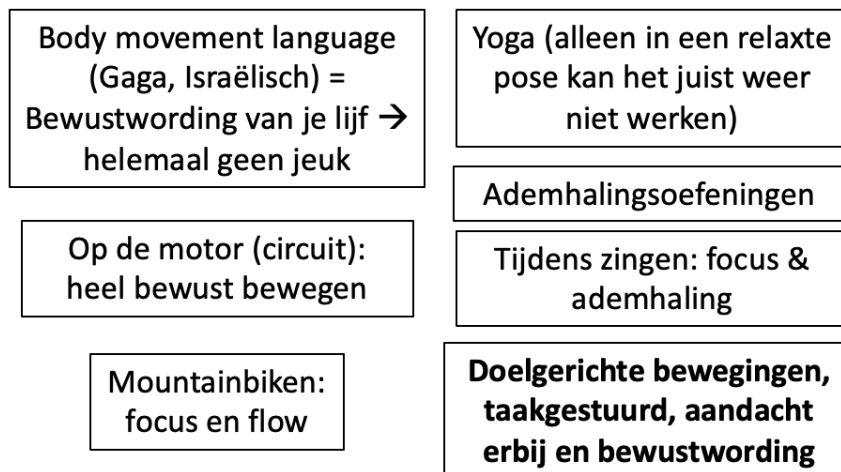 Body movement language
(Gaga, Israëlisch) =
Bewustwording van je lijf →
helemaal geen jeuk
Yoga (alleen in een relaxte
pose kan het juist weer
niet werken)
Ademhalingsoefeningen
Op de motor (circuit):
heel bewust bewegen
Tijdens zingen: focus &
ademhaling
Mountainbiken:
focus en flow
Doelgerichte bewegingen,
taakgestuurd, aandacht
erbij en bewustwording